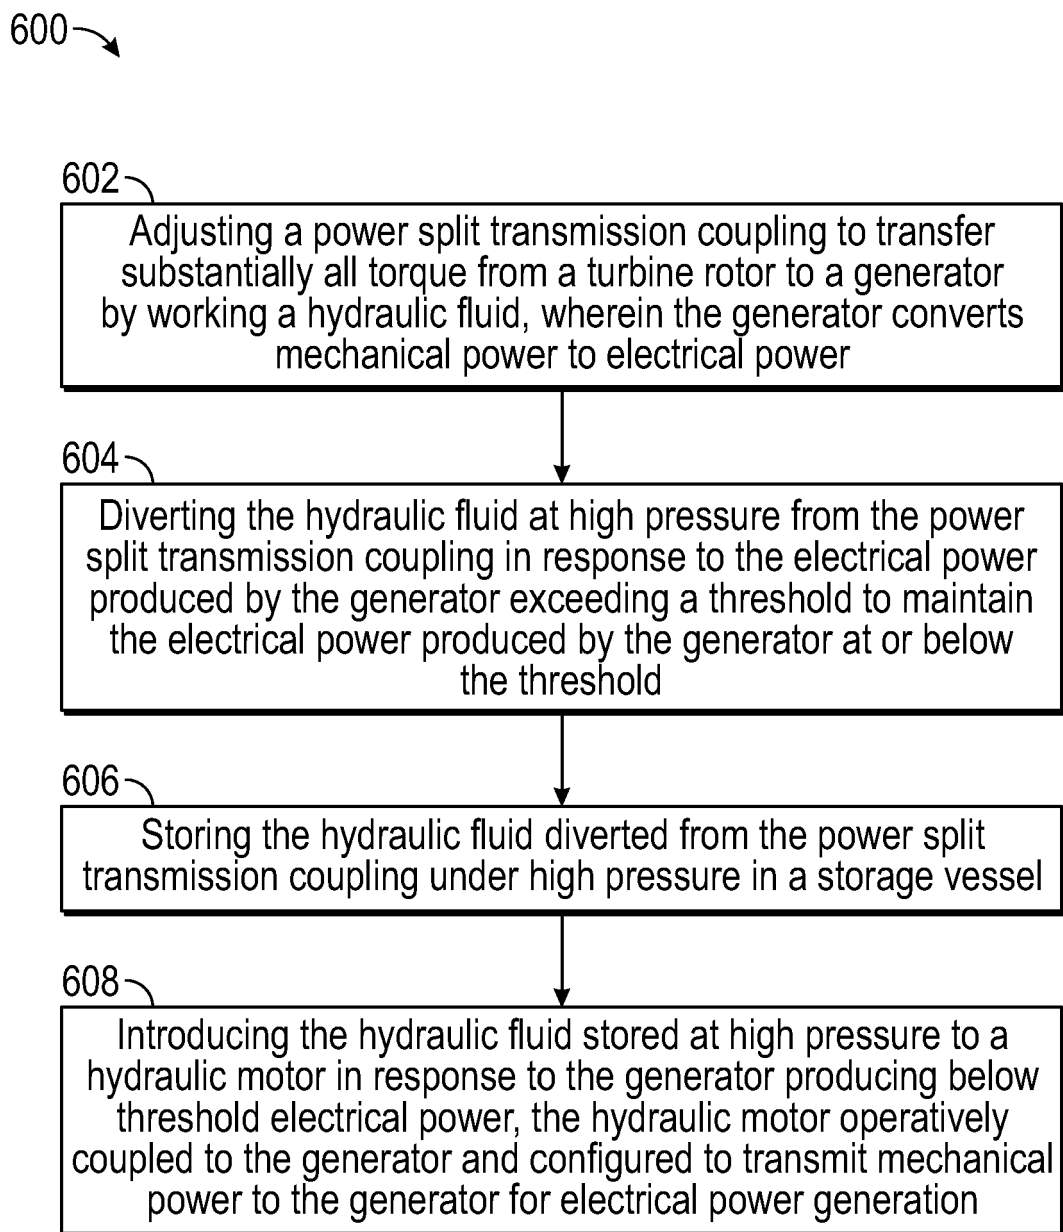 600
602
Adjusting a power split transmission coupling to transfer
substantially all torque from a turbine rotor to a generator
by working a hydraulic fluid, wherein the generator converts
mechanical power to electrical power
604
Diverting the hydraulic fluid at high pressure from the power
split transmission coupling in response to the electrical power
produced by the generator exceeding a threshold to maintain
the electrical power produced by the generator at or below
the threshold
606
Storing the hydraulic fluid diverted from the power split
transmission coupling under high pressure in a storage vessel
608
Introducing the hydraulic fluid stored at high pressure to a
hydraulic motor in response to the generator producing below
threshold electrical power, the hydraulic motor operatively
coupled to the generator and configured to transmit mechanical
power to the generator for electrical power generation